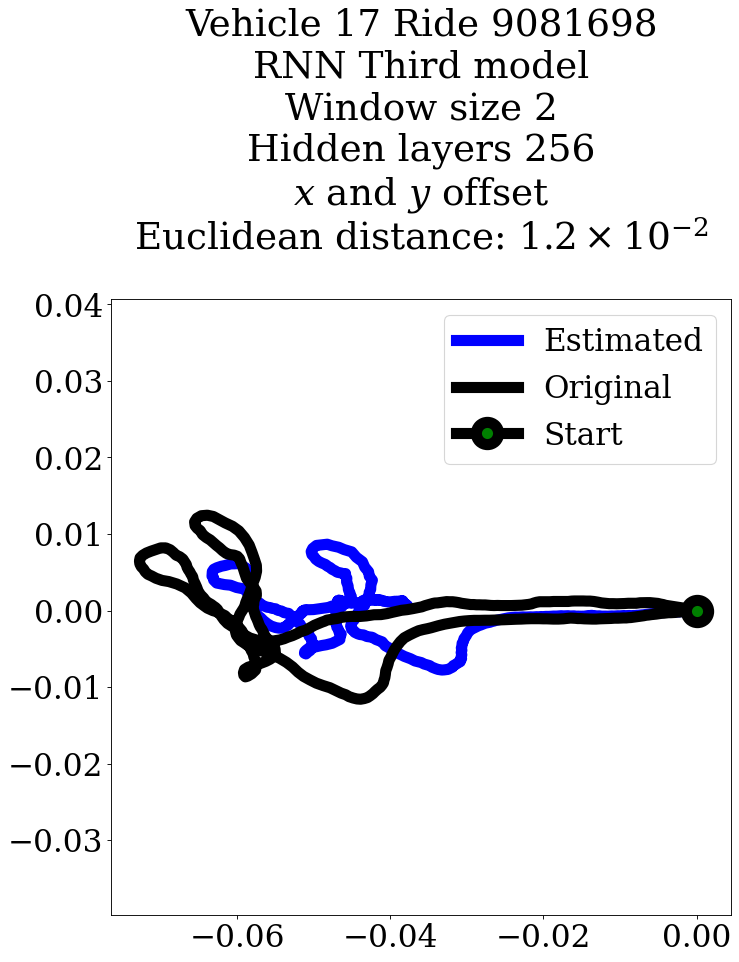 Vehicle 17 Ride 9081698
RNN Third model
Window size 2
Hidden layers 256
x and y offset
Euclidean distance: 1.2 × 10⁻²
Estimated
Original
Start
0.04
0.03
0.02
0.01
0.00
−0.01
−0.02
−0.03
−0.06 −0.04 −0.02 0.00